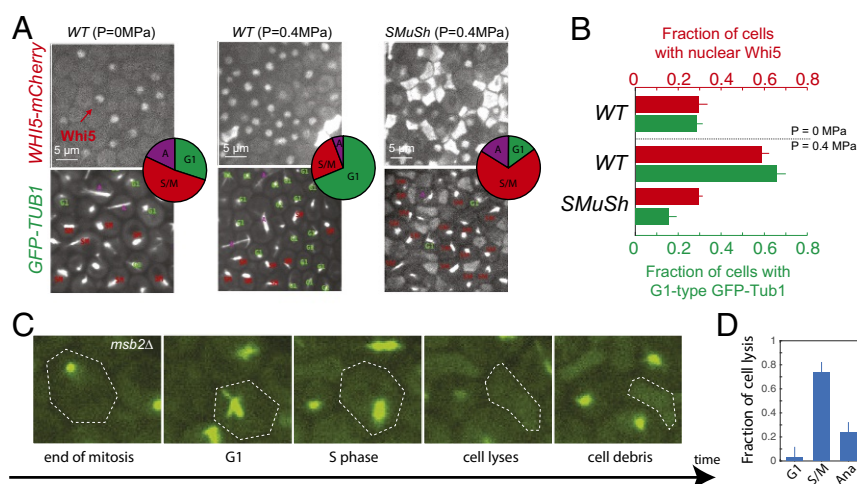 A
WT (P=0MPa)
WT (P=0.4MPa)
SMuSh (P=0.4MPa)
WHI5-mCherry
Whi5
5 µm
5 µm
5 µm
A
G1
S/M
A
S/M
G1
A
G1
S/M
GFP-TUB1
B
Fraction of cells
with nuclear Whi5
0 0.2 0.4 0.6 0.8
WT
P = 0 MPa
P = 0.4 MPa
WT
SMuSh
0 0.2 0.4 0.6 0.8
Fraction of cells with
G1-type GFP-Tub1
C
msb2Δ
end of mitosis
G1
S phase
cell lyses
cell debris
time
D
Fraction of cell lysis
1
0.8
0.6
0.4
0.2
0
G1
S/M
Ana